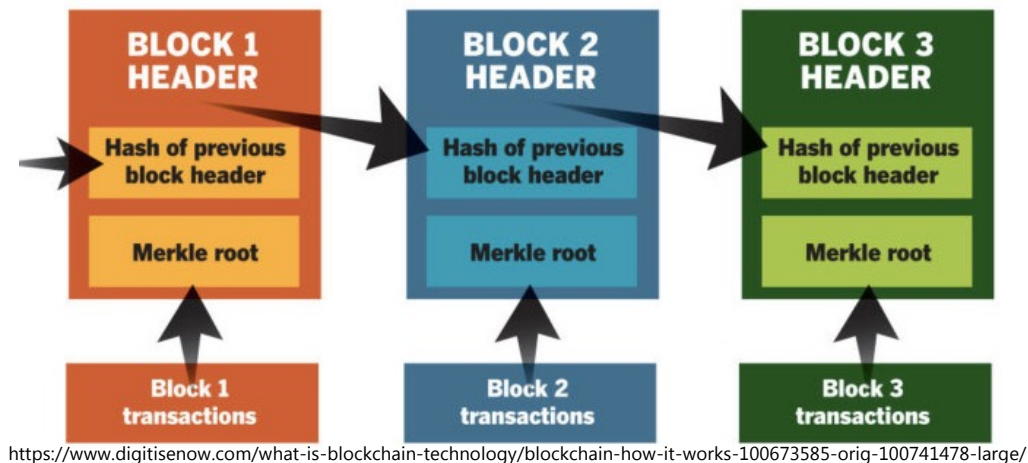 BLOCK 1
HEADER
Hash of previous
block header
Merkle root
Block 1
transactions
BLOCK 2
HEADER
Hash of previous
block header
Merkle root
Block 2
transactions
BLOCK 3
HEADER
Hash of previous
block header
Merkle root
Block 3
transactions
https://www.digitisenow.com/what-is-blockchain-technology/blockchain-how-it-works-100673585-orig-100741478-large/